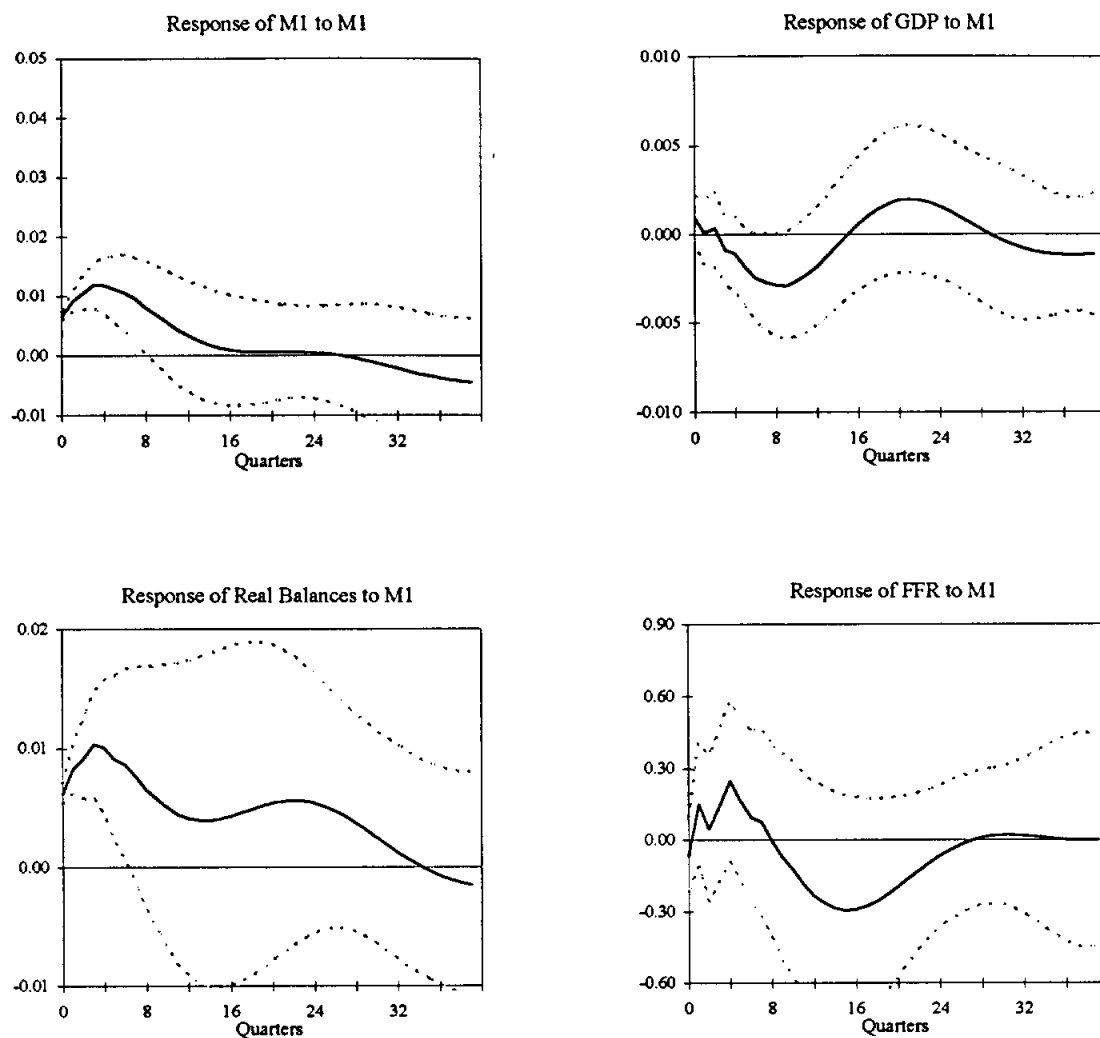 Response of M1 to M1
0.05
0.04
0.03
0.02
0.01
0.00
-0.01
0 8 16 24 32
Quarters
Response of GDP to M1
0.010
0.005
0.000
-0.005
-0.010
0 8 16 24 32
Quarters
Response of Real Balances to M1
0.02
0.01
0.00
-0.01
0 8 16 24 32
Quarters
Response of FFR to M1
0.90
0.60
0.30
0.00
-0.30
-0.60
0 8 16 24 32
Quarters